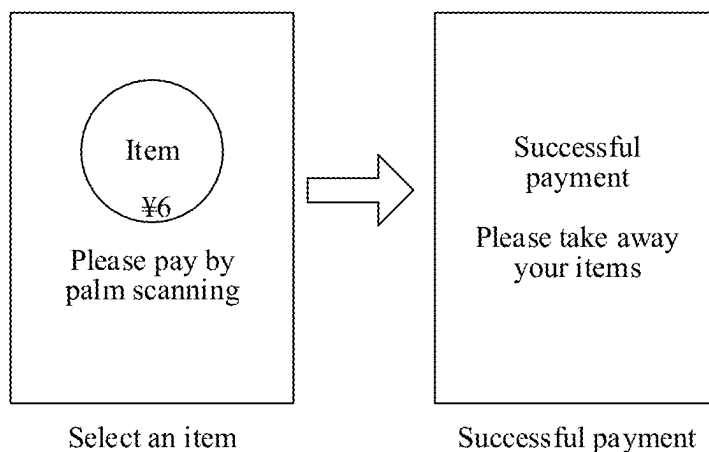 Item
¥6
Please pay by
palm scanning
Select an item
Successful
payment
Please take away
your items
Successful payment